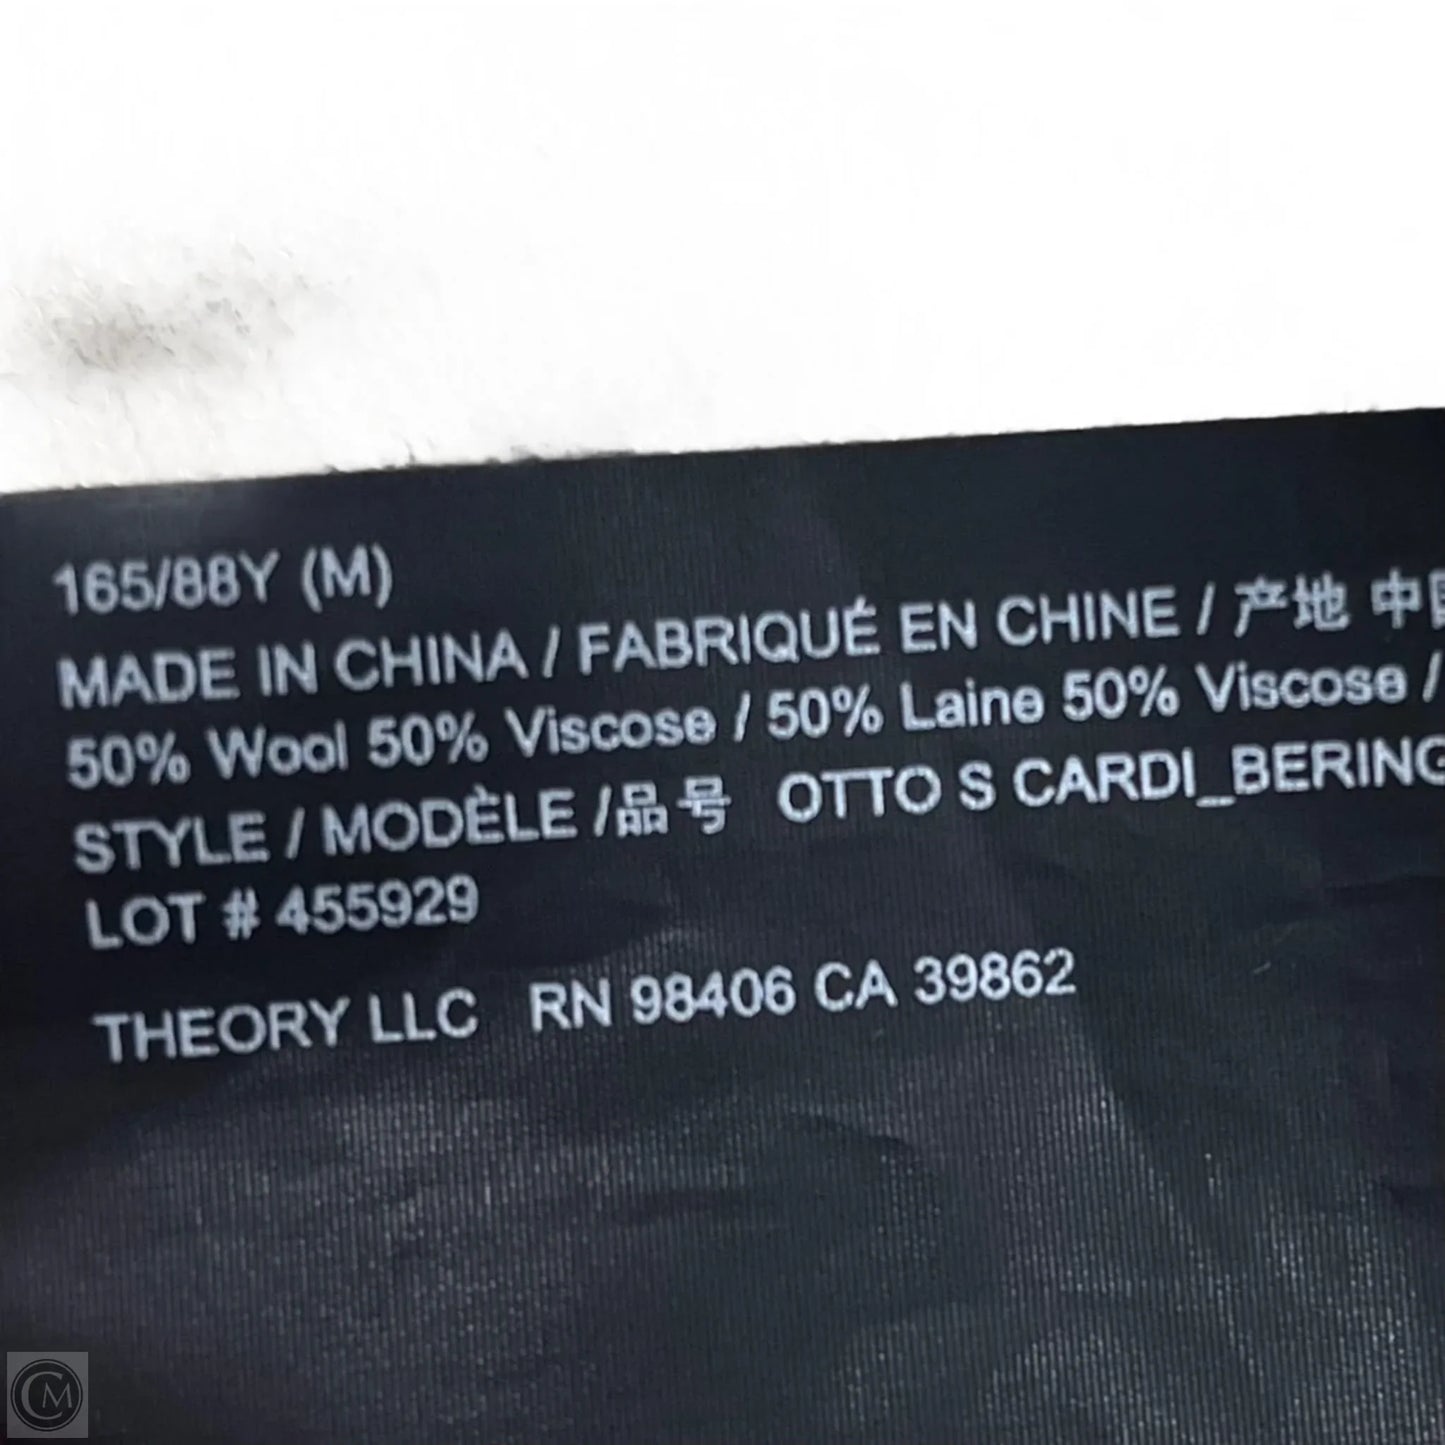 165/88Y (M)
MADE IN CHINA / FABRIQUÉ EN CHINE / 产地 中
50% Wool 50% Viscose / 50% Laine 50% Viscose /
STYLE / MODÈLE /品号 OTTO S CARDI_BERING
LOT # 455929
THEORY LLC RN 98406 CA 39862
CM